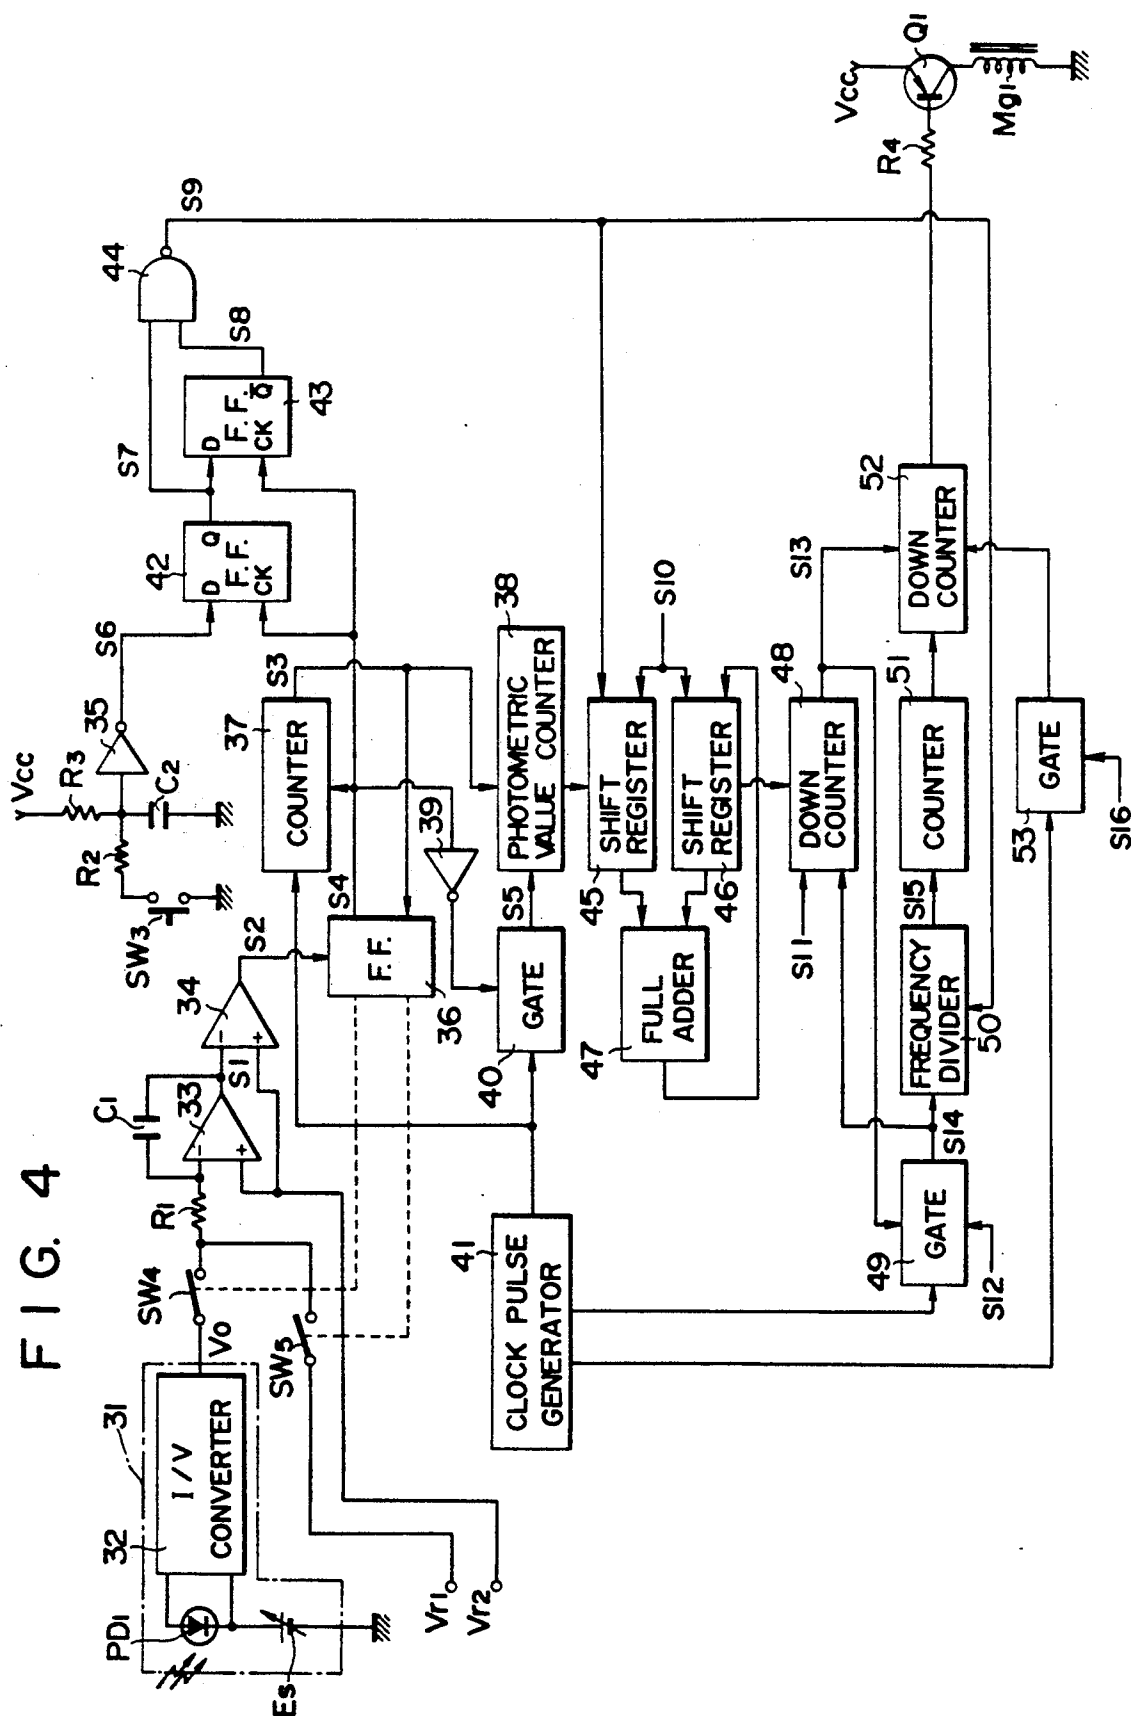 FIG. 4
31
32
I/V
CONVERTER
PD1
Es
Vo
SW4
SW5
Vr1
Vr2
R1
C1
33
−
+
S1
34
−
+
S2
SW3
R2
R3
Vcc
C2
35
S6
36
F.F.
S4
37
COUNTER
S3
38
PHOTOMETRIC
VALUE COUNTER
39
40
GATE
S5
41
CLOCK PULSE
GENERATOR
42
D
Q
F.F.
CK
S7
43
D
F.F.
CK
Q̅
S8
44
S9
45
SHIFT
REGISTER
46
SHIFT
REGISTER
S10
47
FULL
ADDER
48
DOWN
COUNTER
S11
S13
49
GATE
S12
S14
50
FREQUENCY
DIVIDER
S15
51
COUNTER
52
DOWN
COUNTER
53
GATE
S16
R4
Vcc
Q1
Mg1